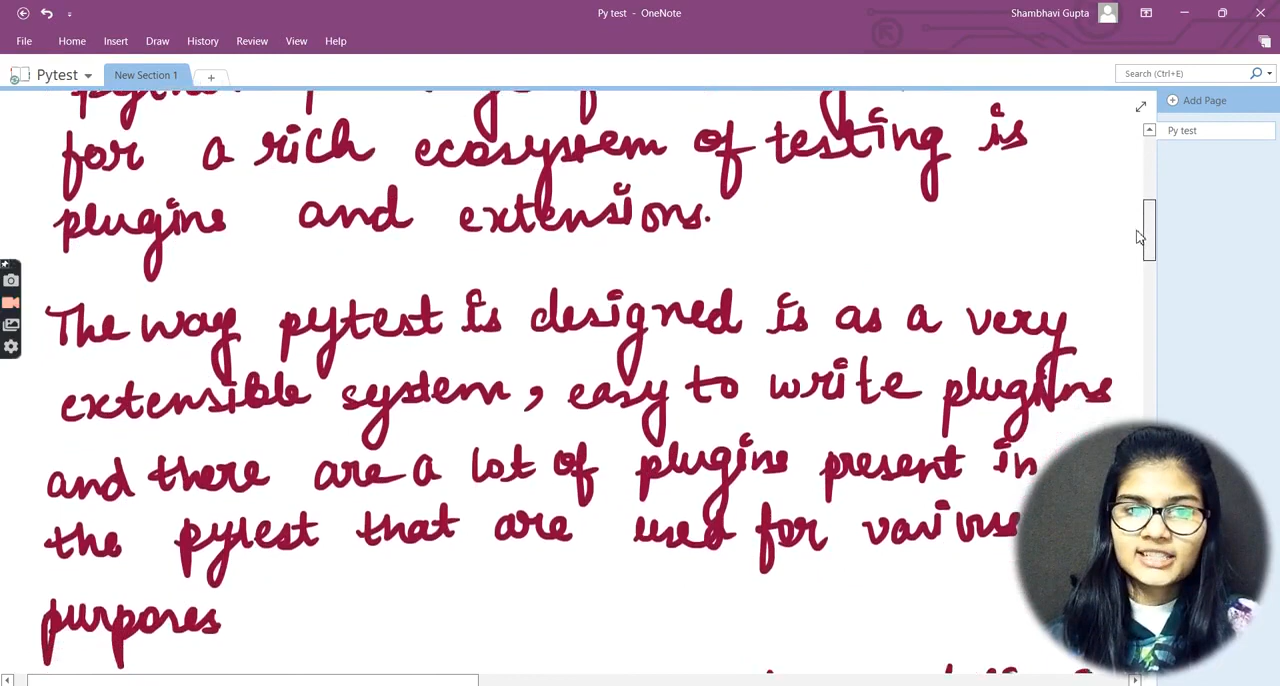 Py test - OneNote
Shambhavi Gupta
File Home Insert Draw History Review View Help
Pytest
New Section 1
Search (Ctrl+E)
Add Page
Py test
for a rich ecosystem of testing is
plugins and extensions.
The way pytest is designed is as a very
extensible system, easy to write plugins
and there are a lot of plugins present in
the pytest that are used for
purposes